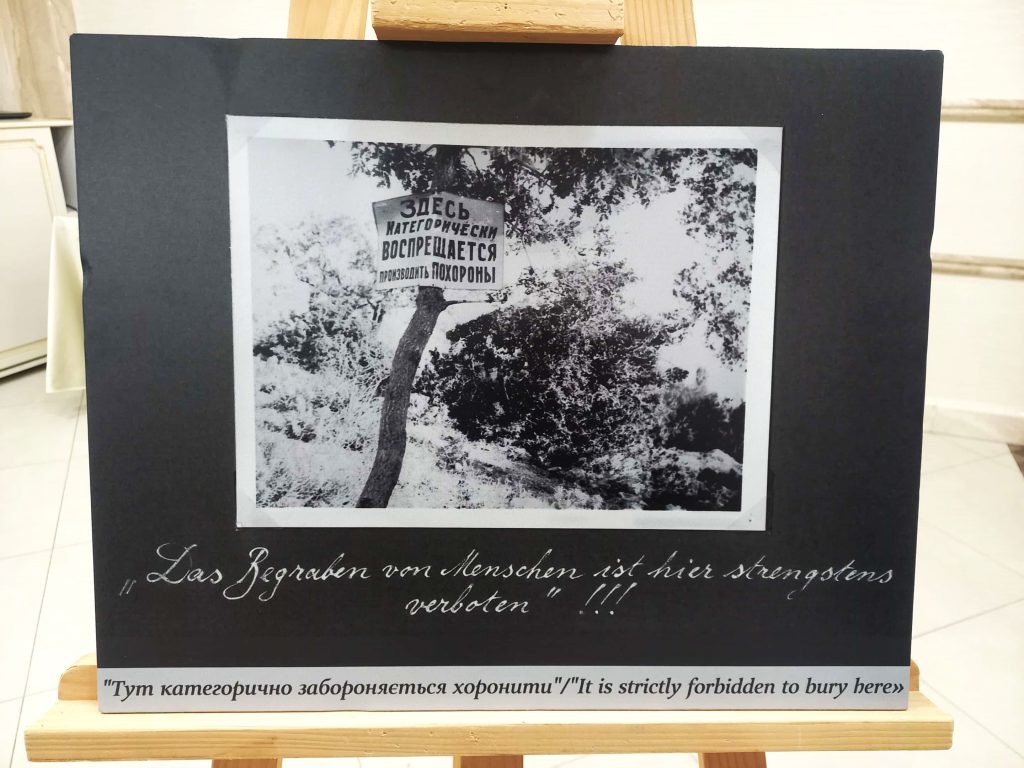 ЗДЕСЬ
КАТЕГОРИЧЕСКИ
ВОСПРЕЩАЕТСЯ
ПРОИЗВОДИТЬ ПОХОРОНЫ
„Das Begraben von Menschen ist hier strengstens
verboten" !!!
"Тут категорично забороняється хоронити"/"It is strictly forbidden to bury here»